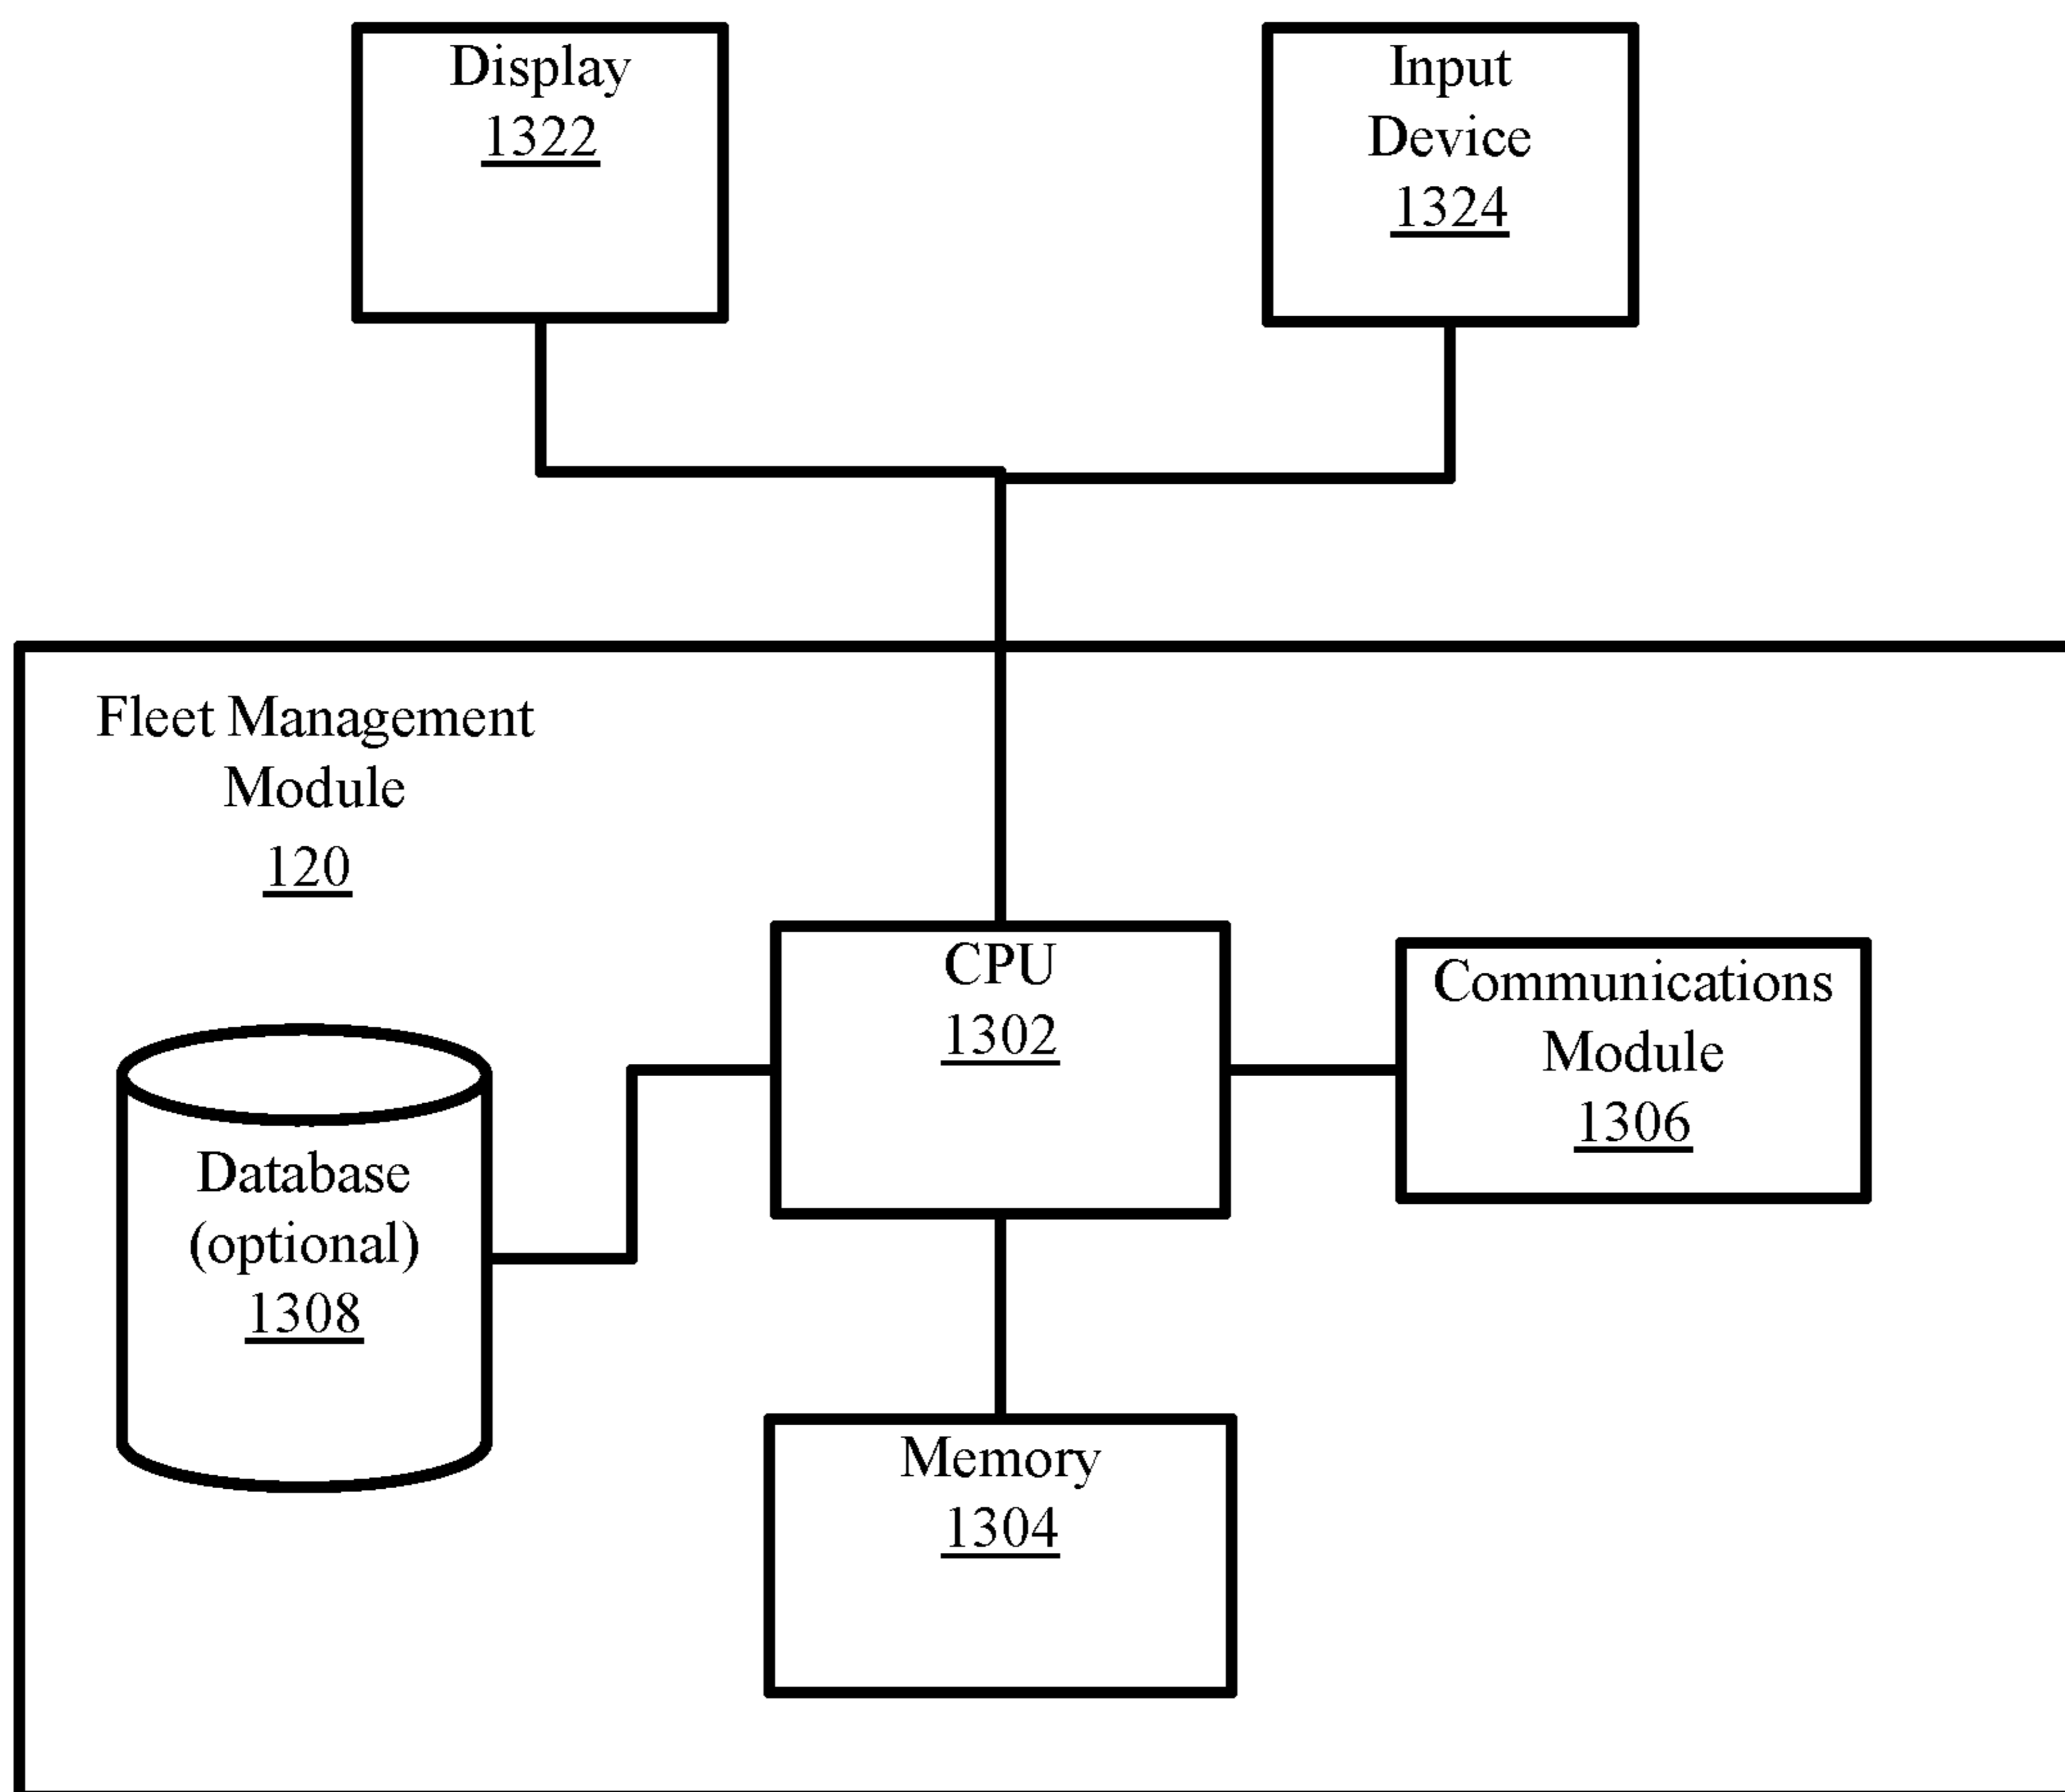 Display
1322
Input
Device
1324
Fleet Management
Module
120
CPU
1302
Communications
Module
1306
Database
(optional)
1308
Memory
1304